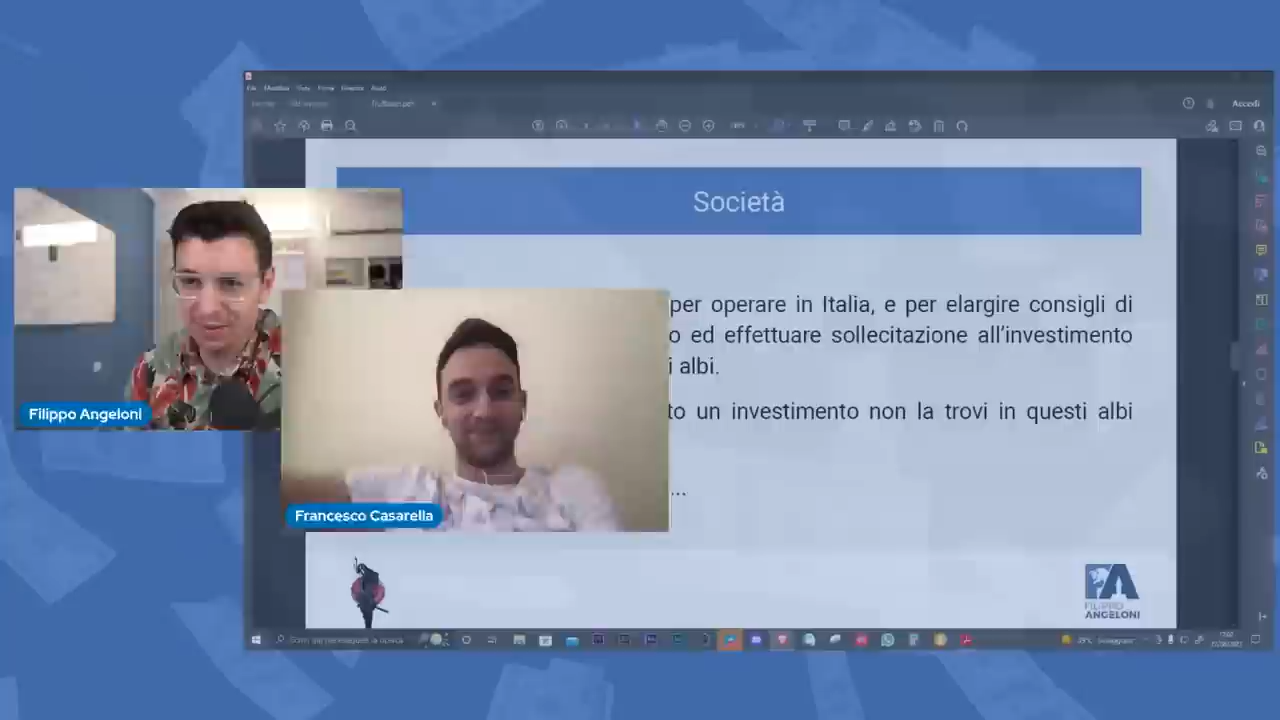 Accedi
Società
per operare in Italia, e per elargire consigli di
o ed effettuare sollecitazione all’investimento
i albi.
to un investimento non la trovi in questi albi
...
Filippo Angeloni
Francesco Casarella
FILIPPO
ANGELONI